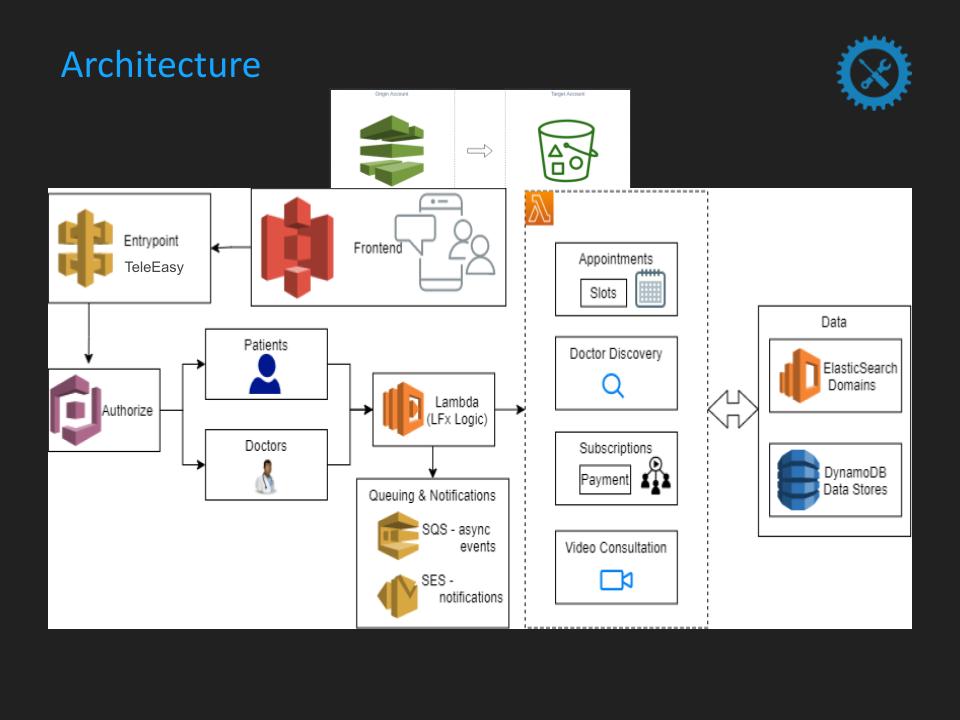 Architecture
Origin Account
Target Account
Entrypoint
TeleEasy
Frontend
Authorize
Patients
Doctors
Lambda
(LFx Logic)
Queuing & Notifications
SQS - async
events
SES -
notifications
Appointments
Slots
Doctor Discovery
Subscriptions
Payment
Video Consultation
Data
ElasticSearch
Domains
DynamoDB
Data Stores